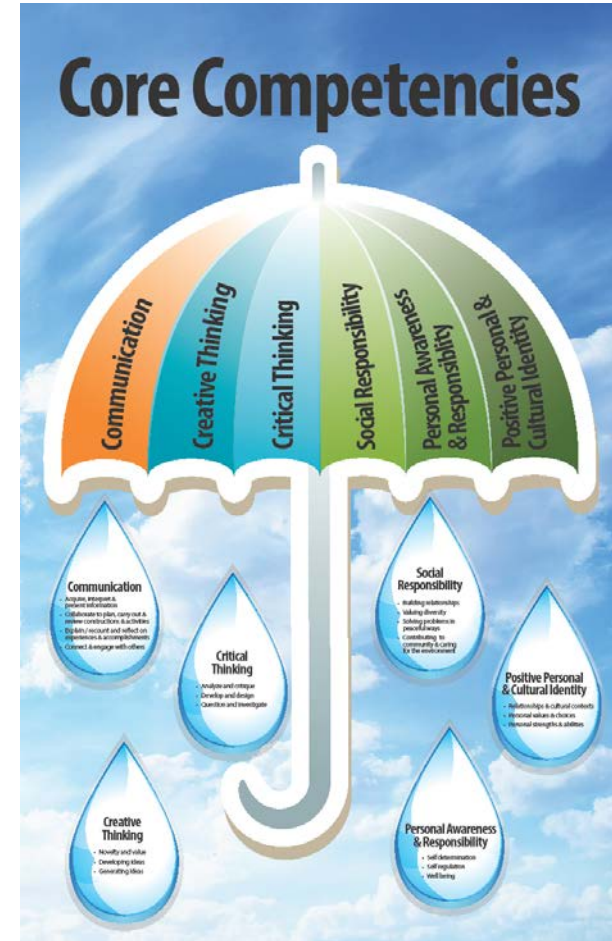 Core Competencies
Communication
Creative Thinking
Critical Thinking
Social Responsibility
Personal Awareness
& Responsiblity
Positive Personal &
Cultural Identity
Communication
- Acquire, interpret &
present information
- Collaborate to plan, carry out &
review constructions & activities
- Explain / recount and reflect on
experiences & accomplishments
- Connect & engage with others
Critical
Thinking
- Analyze and critique
- Develop and design
- Question and investigate
Creative
Thinking
- Novelty and value
- Developing ideas
- Generating ideas
Social
Responsibility
- Building relationships
- Valuing diversity
- Solving problems in
peaceful ways
- Contributing to
community & caring
for the environment
Positive Personal
& Cultural Identity
- Relationships & cultural contexts
- Personal values & choices
- Personal strengths & abilities
Personal Awareness
& Responsibility
- Self determination
- Self regulation
- Well being